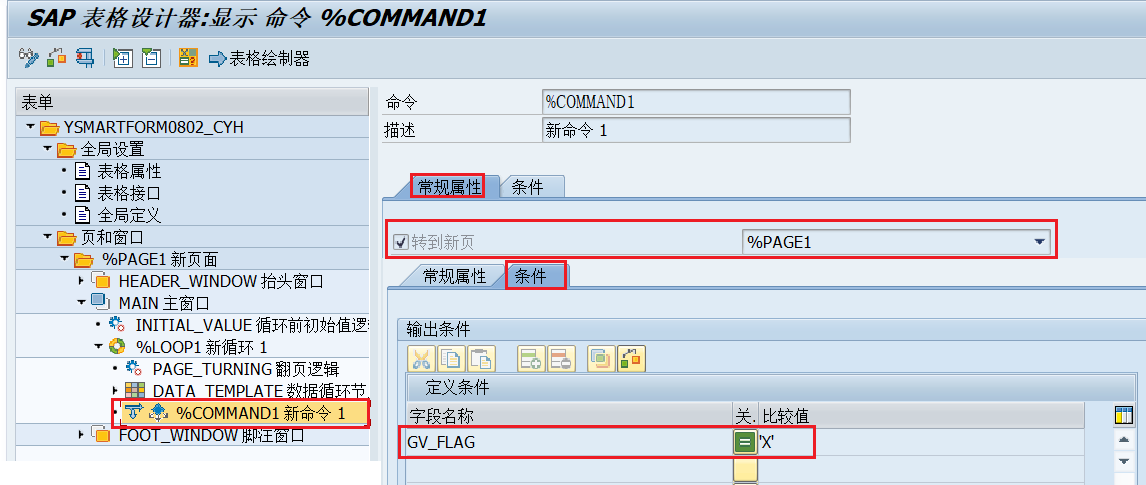 SAP 表格设计器:显示 命令 %COMMAND1
表格绘制器
表单
YSMARTFORM0802_CYH
全局设置
表格属性
表格接口
全局定义
页和窗口
%PAGE1 新页面
HEADER_WINDOW 抬头窗口
MAIN 主窗口
INITIAL_VALUE 循环前初始值逻
%LOOP1 新循环 1
PAGE_TURNING 翻页逻辑
DATA_TEMPLATE 数据循环节
%COMMAND1 新命令 1
FOOT_WINDOW 脚注窗口
命令 %COMMAND1
描述 新命令 1
常规属性 条件
转到新页 %PAGE1
常规属性 条件
输出条件
定义条件
字段名称 关. 比较值
GV_FLAG = 'X'